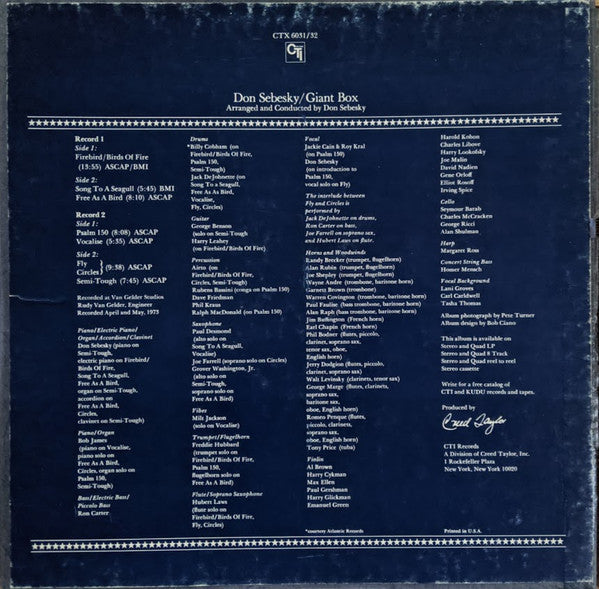 CTX 6031/32
CTi
Don Sebesky/Giant Box
Arranged and Conducted by Don Sebesky
Record 1
Side 1:
Firebird/Birds Of Fire
(13:55) ASCAP/BMI
Side 2:
Song To A Seagull (5:45) BMI
Free As A Bird (8:10) ASCAP
Record 2
Side 1:
Psalm 150 (8:08) ASCAP
Vocalise (5:35) ASCAP
Side 2:
Fly
Circles } (9:38) ASCAP
Semi-Tough (7:45) ASCAP
Recorded at Van Gelder Studios
Rudy Van Gelder, Engineer
Recorded April and May, 1973
Piano/Electric Piano/
Organ/Accordion/Clavinet
Don Sebesky (piano on
Semi-Tough,
electric piano on Firebird/
Birds Of Fire,
Song To A Seagull,
Free As A Bird,
organ on Semi-Tough,
accordion on
Free As A Bird,
Circles,
clavinet on Semi-Tough)
Piano/Organ
Bob James
(piano on Vocalise,
piano solo on
Free As A Bird,
Circles, organ solo on
Psalm 150,
Semi-Tough)
Bass/Electric Bass/
Piccolo Bass
Ron Carter
Drums
*Billy Cobham (on
Firebird/Birds Of Fire,
Psalm 150,
Semi-Tough)
Jack DeJohnette (on
Song To a Seagull,
Free As A Bird,
Vocalise,
Fly, Circles)
Guitar
George Benson
(solo on Semi-Tough)
Harry Leahey
(on Firebird/Birds Of Fire)
Percussion
Airto (on
Firebird/Birds Of Fire,
Circles, Semi-Tough)
Rubens Bassini (conga on Psalm 150)
Dave Friedman
Phil Kraus
Ralph MacDonald (on Psalm 150)
Saxophone
Paul Desmond
(alto solo on
Song To A Seagull,
Vocalise)
Joe Farrell (soprano solo on Circles)
Grover Washington, Jr.
(alto solo on
Semi-Tough,
soprano solo on
Free As A Bird)
Vibes
Milt Jackson
(solo on Vocalise)
Trumpet/Flugelhorn
Freddie Hubbard
(trumpet solo on
Firebird/Birds Of Fire,
Psalm 150,
flugelhorn solo on
Free As A Bird)
Flute/Soprano Saxophone
Hubert Laws
(flute solo on
Firebird/Birds Of Fire,
Fly, Circles)
Vocal
Jackie Cain & Roy Kral
(on Psalm 150)
Don Sebesky
(on introduction to
Psalm 150,
vocal solo on Fly)
The interlude between
Fly and Circles is
performed by
Jack DeJohnette on drums,
Ron Carter on bass,
Joe Farrell on soprano sax,
and Hubert Laws on flute.
Horns and Woodwinds
Randy Brecker (trumpet, flugelhorn)
Alan Rubin (trumpet, flugelhorn)
Joe Shepley (trumpet, flugelhorn)
Wayne Andre (trombone, baritone horn)
Garnett Brown (trombone)
Warren Covington (trombone, baritone horn)
Paul Faulise (bass trombone, baritone horn)
Alan Raph (bass trombone, baritone horn)
Jim Buffington (French horn)
Earl Chapin (French horn)
Phil Bodner (flutes, piccolo,
clarinet, soprano sax,
tenor sax, oboe,
English horn)
Jerry Dodgion (flutes, piccolo,
clarinet, soprano sax)
Walt Levinsky (clarinets, tenor sax)
George Marge (flutes, clarinets,
soprano sax,
baritone sax,
oboe, English horn)
Romeo Penque (flutes,
piccolo, clarinets,
soprano sax,
oboe, English horn)
Tony Price (tuba)
Violin
Al Brown
Harry Cykman
Max Ellen
Paul Gershman
Harry Glickman
Emanuel Green
*courtesy Atlantic Records
Harold Kohon
Charles Libove
Harry Lookofsky
Joe Malin
David Nadien
Gene Orloff
Elliot Rosoff
Irving Spice
Cello
Seymour Barab
Charles McCracken
George Ricci
Alan Shulman
Harp
Margaret Ross
Concert String Bass
Homer Mensch
Vocal Background
Lani Groves
Carl Carldwell
Tasha Thomas
Album photograph by Pete Turner
Album design by Bob Ciano
This album is available on
Stereo and Quad LP
Stereo and Quad 8 Track
Stereo and Quad reel to reel
Stereo cassette
Write for a free catalog of
CTI and KUDU records and tapes.
Produced by
Creed Taylor
CTI Records
A Division of Creed Taylor, Inc.
1 Rockefeller Plaza
New York, New York 10020
Printed in U.S.A.